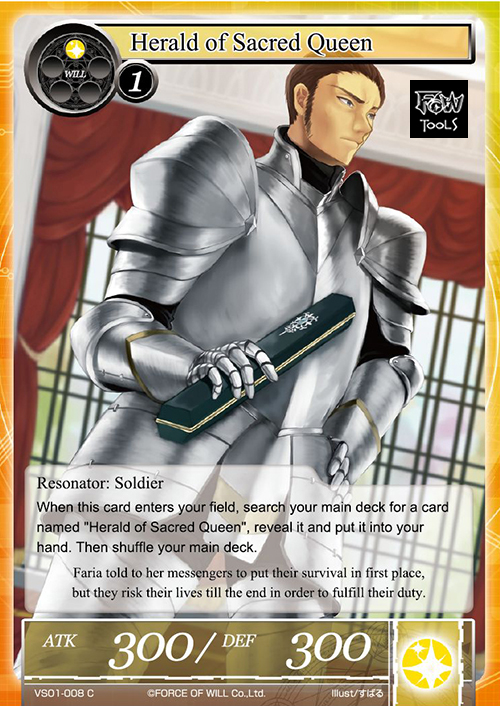 Herald of Sacred Queen
WILL
1
FOW
TOOLS
Resonator: Soldier
When this card enters your field, search your main deck for a card
named "Herald of Sacred Queen", reveal it and put it into your
hand. Then shuffle your main deck.
Faria told to her messengers to put their survival in first place,
but they risk their lives till the end in order to fulfill their duty.
ATK 300 / DEF 300
VS01-008 C ©FORCE OF WILL Co.,Ltd. Illust/すばる